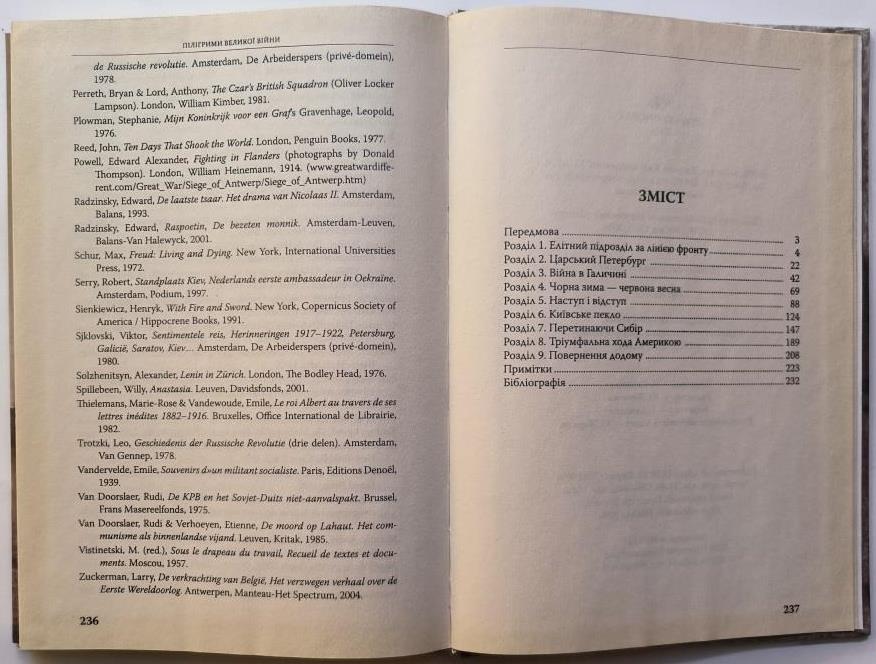 ПІЛІГРИМИ ВЕЛИКОЇ ВІЙНИ
de Russische revolutie. Amsterdam, De Arbeiderspers (privé-domein),
1978.
Perreth, Bryan & Lord, Anthony, The Czar's British Squadron (Oliver Locker
Lampson). London, William Kimber, 1981.
Plowman, Stephanie, Mijn Koninkrijk voor een Grafs Gravenhage, Leopold,
1976.
Reed, John, Ten Days That Shook the World. London, Penguin Books, 1977.
Powell, Edward Alexander, Fighting in Flanders (photographs by Donald
Thompson). London, William Heinemann, 1914. (www.greatwardiffe-
rent.com/Great_War/Siege_of_Antwerp/Siege_of_Antwerp.htm)
Radzinsky, Edward, De laatste tsaar. Het drama van Nicolaas II. Amsterdam,
Balans, 1993.
Radzinsky, Edward, Raspoetin, De bezeten monnik. Amsterdam-Leuven,
Balans-Van Halewyck, 2001.
Schur, Max, Freud: Living and Dying. New York, International Universities
Press, 1972.
Serry, Robert, Standplaats Kiev, Nederlands eerste ambassadeur in Oekraïne.
Amsterdam, Podium, 1997.
Sienkiewicz, Henryk, With Fire and Sword. New York, Copernicus Society of
America / Hippocrene Books, 1991.
Sjklovski, Viktor, Sentimentele reis, Herinneringen 1917–1922, Petersburg,
Galicië, Saratov, Kiev... Amsterdam, De Arbeiderspers (privé-domein),
1980.
Solzhenitsyn, Alexander, Lenin in Zürich. London, The Bodley Head, 1976.
Spillebeen, Willy, Anastasia. Leuven, Davidsfonds, 2001.
Thielemans, Marie-Rose & Vandewoude, Emile, Le roi Albert au travers de ses
lettres inédites 1882–1916. Bruxelles, Office International de Librairie,
1982.
Trotzki, Leo, Geschiedenis der Russische Revolutie (drie delen). Amsterdam,
Van Gennep, 1978.
Vandervelde, Emile, Souvenirs d»un militant socialiste. Paris, Editions Denoël,
1939.
Van Doorslaer, Rudi, De KPB en het Sovjet-Duits niet-aanvalspakt. Brussel,
Frans Masereelfonds, 1975.
Van Doorslaer, Rudi & Verhoeyen, Etienne, De moord op Lahaut. Het com-
munisme als binnenlandse vijand. Leuven, Kritak, 1985.
Vistinetski, M. (red.), Sous le drapeau du travail, Recueil de textes et docu-
ments. Moscou, 1957.
Zuckerman, Larry, De verkrachting van België, Het verzwegen verhaal over de
Eerste Wereldoorlog. Antwerpen, Manteau-Het Spectrum, 2004.
236
ЗМІСТ
Передмова 3
Розділ 1. Елітний підрозділ за лінією фронту 4
Розділ 2. Царський Петербург 22
Розділ 3. Війна в Галичині 42
Розділ 4. Чорна зима — червона весна 69
Розділ 5. Наступ і відступ 88
Розділ 6. Київське пекло 124
Розділ 7. Перетинаючи Сибір 147
Розділ 8. Тріумфальна хода Америкою 189
Розділ 9. Повернення додому 208
Примітки 223
Бібліографія 232
237